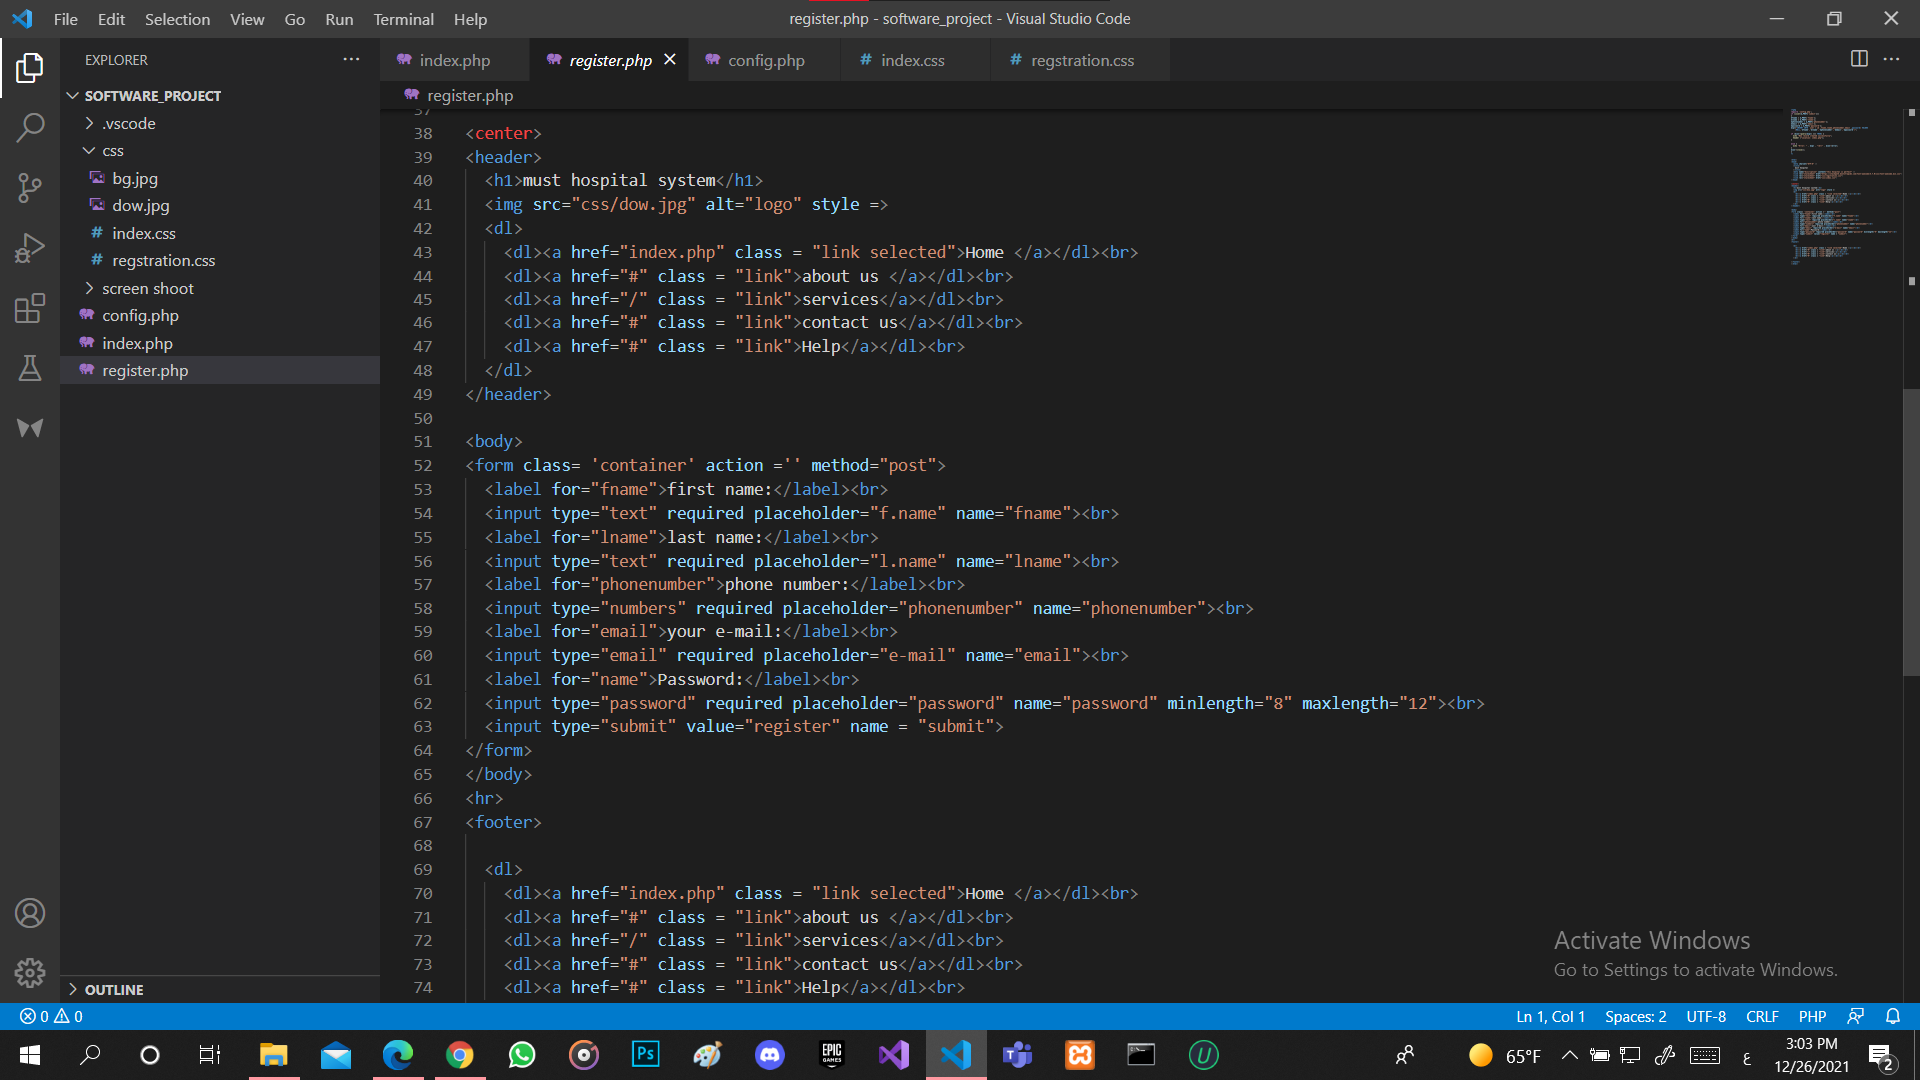 File Edit Selection View Go Run Terminal Help
register.php - software_project - Visual Studio Code
EXPLORER
index.php
register.php
config.php
index.css
regstration.css
SOFTWARE_PROJECT
register.php
.vscode
css
bg.jpg
dow.jpg
index.css
regstration.css
screen shoot
config.php
index.php
register.php
37
38 <center>
39 <header>
40 <h1>must hospital system</h1>
41 <img src="css/dow.jpg" alt="logo" style =>
42 <dl>
43 <dl><a href="index.php" class = "link selected">Home </a></dl><br>
44 <dl><a href="#" class = "link">about us </a></dl><br>
45 <dl><a href="/" class = "link">services</a></dl><br>
46 <dl><a href="#" class = "link">contact us</a></dl><br>
47 <dl><a href="#" class = "link">Help</a></dl><br>
48 </dl>
49 </header>
50
51 <body>
52 <form class= 'container' action ='' method="post">
53 <label for="fname">first name:</label><br>
54 <input type="text" required placeholder="f.name" name="fname"><br>
55 <label for="lname">last name:</label><br>
56 <input type="text" required placeholder="l.name" name="lname"><br>
57 <label for="phonenumber">phone number:</label><br>
58 <input type="numbers" required placeholder="phonenumber" name="phonenumber"><br>
59 <label for="email">your e-mail:</label><br>
60 <input type="email" required placeholder="e-mail" name="email"><br>
61 <label for="name">Password:</label><br>
62 <input type="password" required placeholder="password" name="password" minlength="8" maxlength="12"><br>
63 <input type="submit" value="register" name = "submit">
64 </form>
65 </body>
66 <hr>
67 <footer>
68
69 <dl>
70 <dl><a href="index.php" class = "link selected">Home </a></dl><br>
71 <dl><a href="#" class = "link">about us </a></dl><br>
72 <dl><a href="/" class = "link">services</a></dl><br>
73 <dl><a href="#" class = "link">contact us</a></dl><br>
74 <dl><a href="#" class = "link">Help</a></dl><br>
Activate Windows
Go to Settings to activate Windows.
OUTLINE
0 0
Ln 1, Col 1 Spaces: 2 UTF-8 CRLF PHP
Ps
EPIC GAMES
U
65°F
ع
3:03 PM
12/26/2021
2